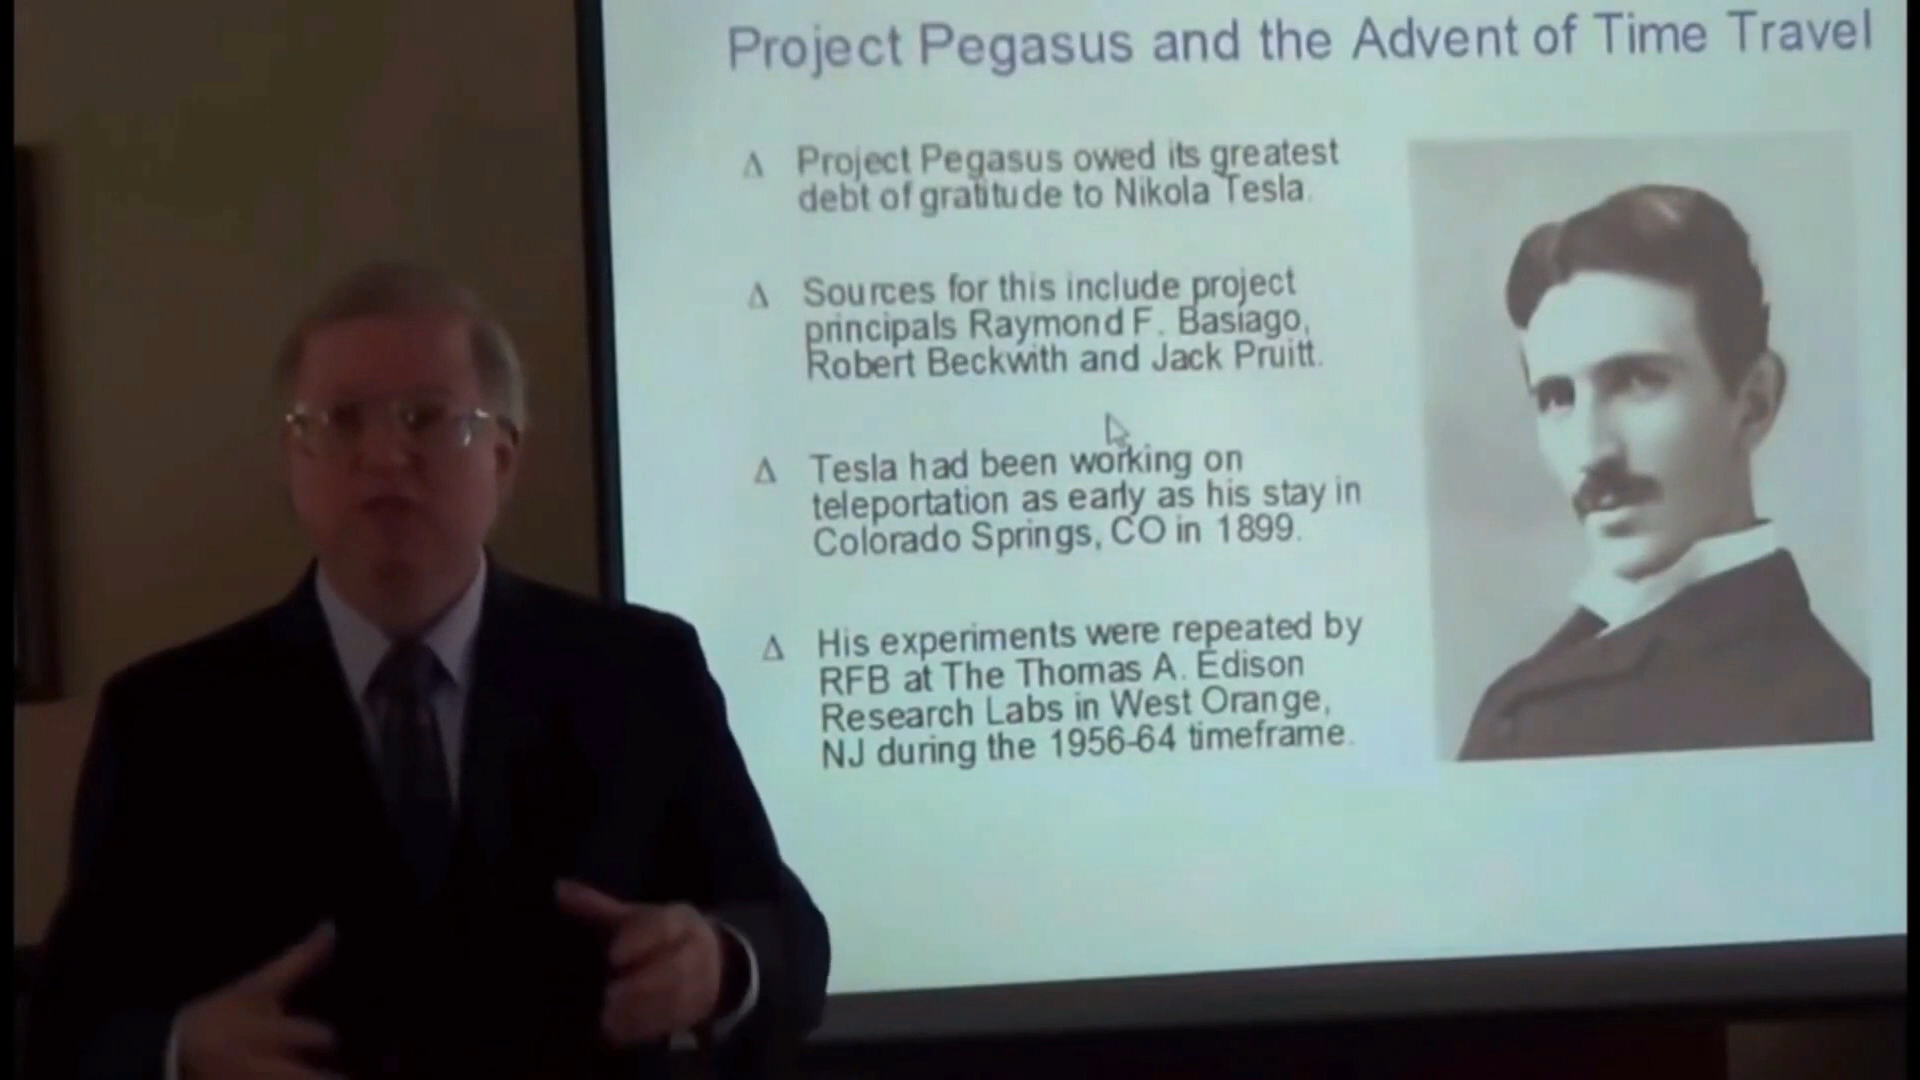 Project Pegasus and the Advent of Time Travel
Δ Project Pegasus owed its greatest
debt of gratitude to Nikola Tesla.
Δ Sources for this include project
principals Raymond F. Basiago,
Robert Beckwith and Jack Pruitt.
Δ Tesla had been working on
teleportation as early as his stay in
Colorado Springs, CO in 1899.
Δ His experiments were repeated by
RFB at The Thomas A. Edison
Research Labs in West Orange,
NJ during the 1956-64 timeframe.